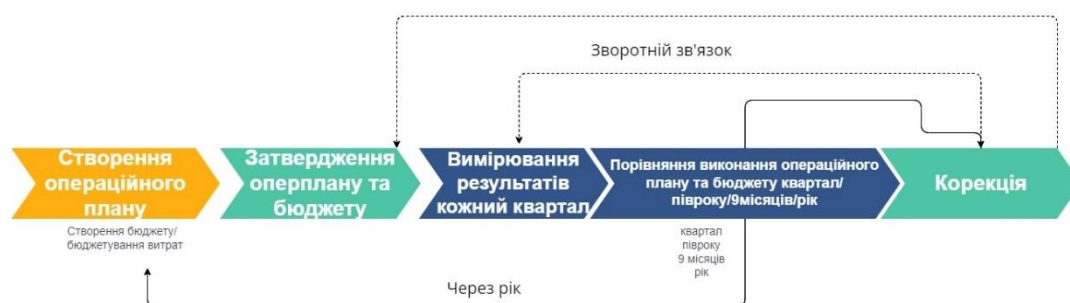 Зворотній зв'язок
Створення
операційного
плану
Затвердження
оперплану та
бюджету
Вимірювання
результатів
кожний квартал
Порівняння виконання операційного
плану та бюджету квартал/
півроку/9місяців/рік
Корекція
Створення бюджету/
бюджетування витрат
квартал
півроку
9 місяців
рік
Через рік